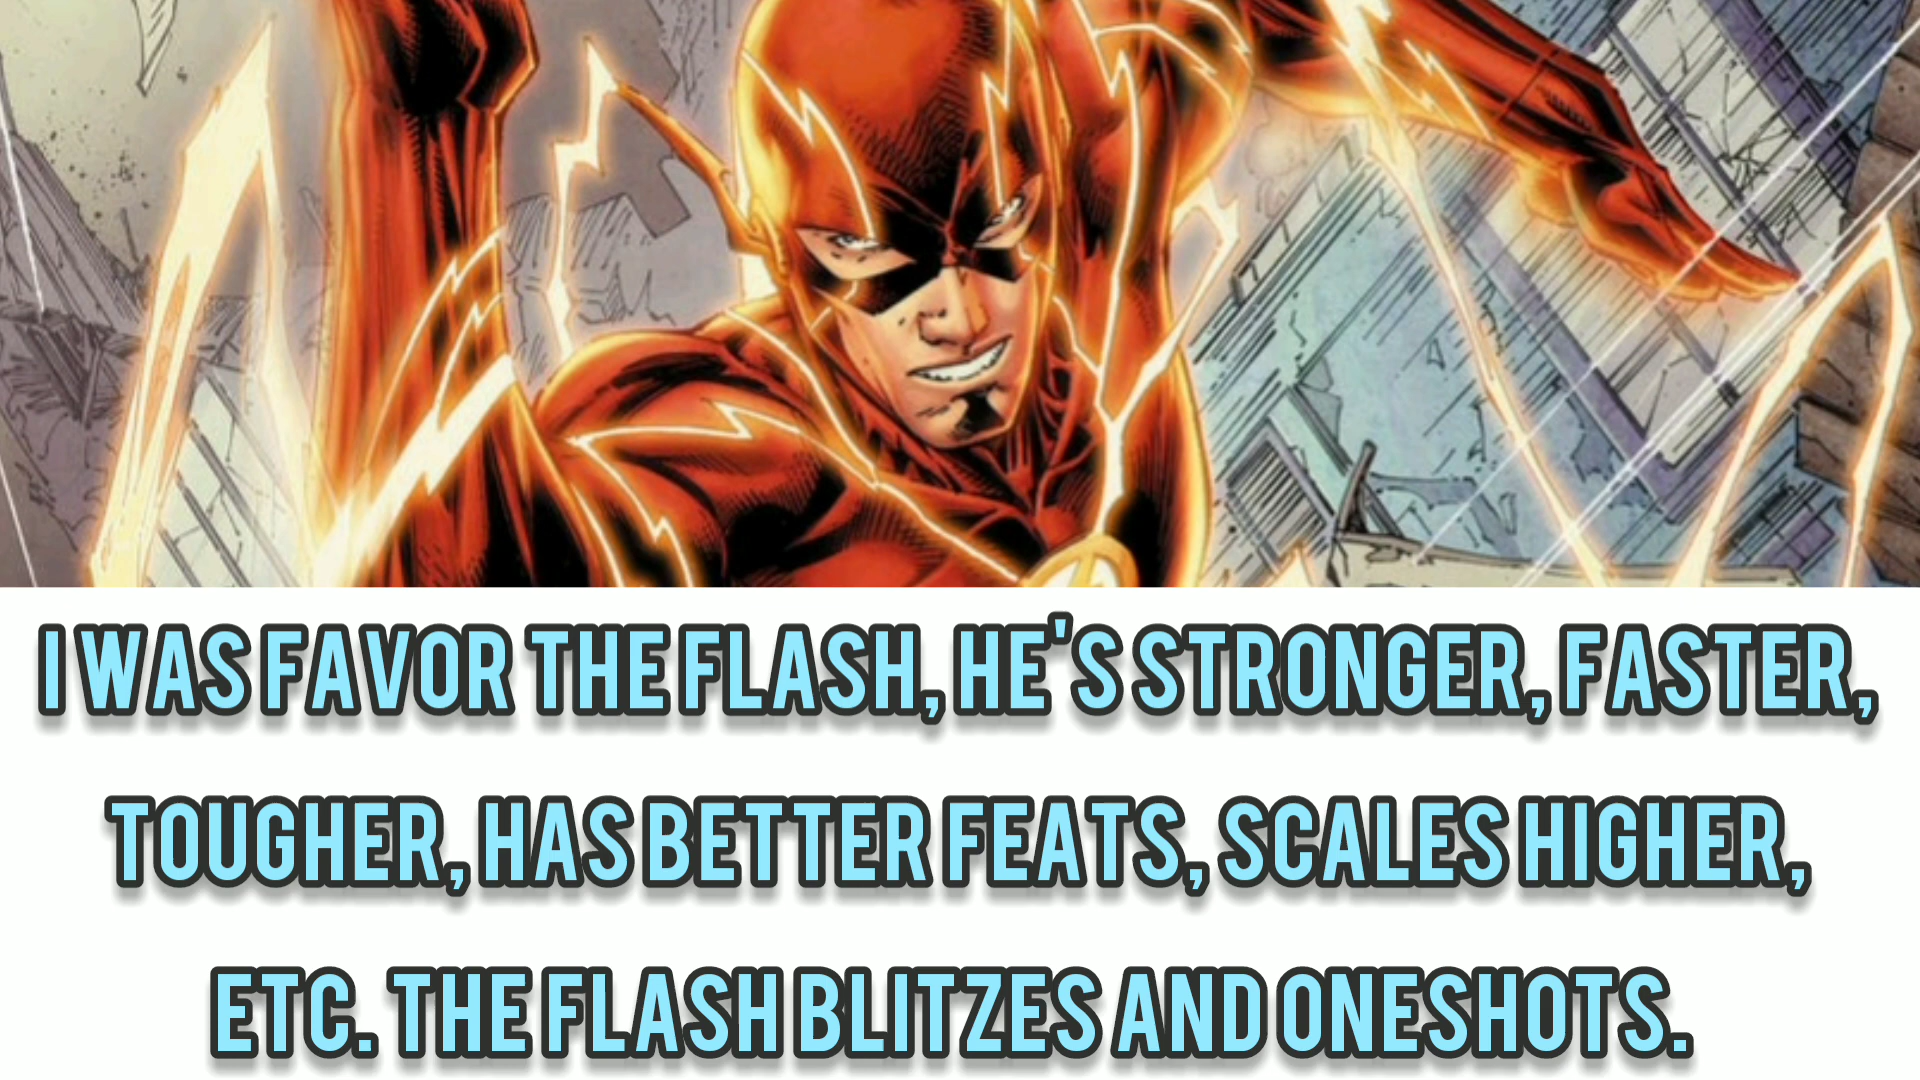 I WAS FAVOR THE FLASH, HE'S STRONGER, FASTER,
TOUGHER, HAS BETTER FEATS, SCALES HIGHER,
ETC. THE FLASH BLITZES AND ONESHOTS.